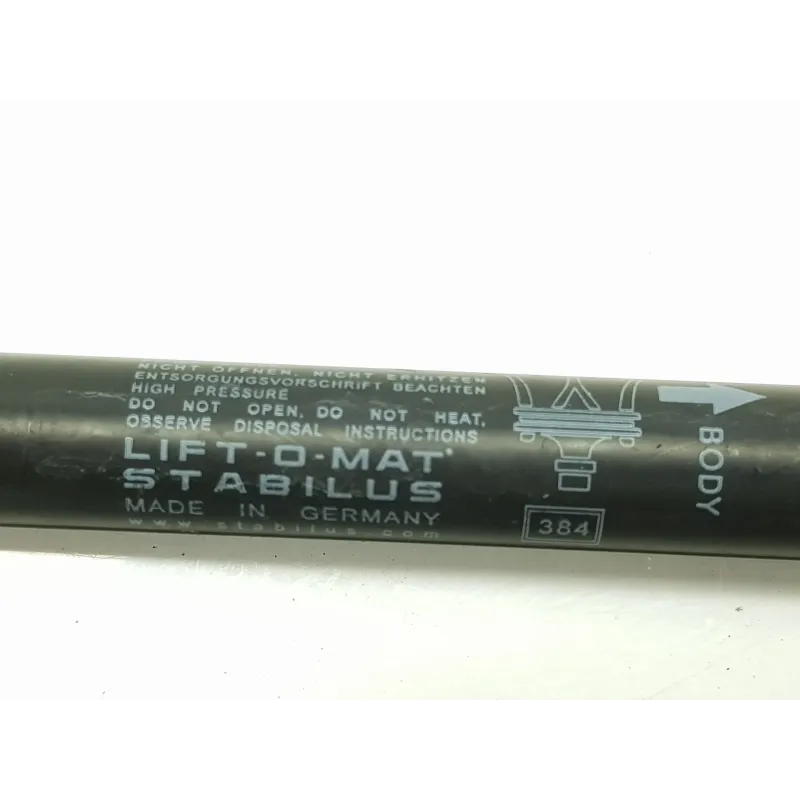 NICHT ÖFFNEN, NICHT ERHITZEN
ENTSORGUNGSVORSCHRIFT BEACHTEN
HIGH PRESSURE
DO NOT OPEN, DO NOT HEAT,
OBSERVE DISPOSAL INSTRUCTIONS
LIFT-O-MAT®
STABILUS
MADE IN GERMANY
www.stabilus.com
384
BODY